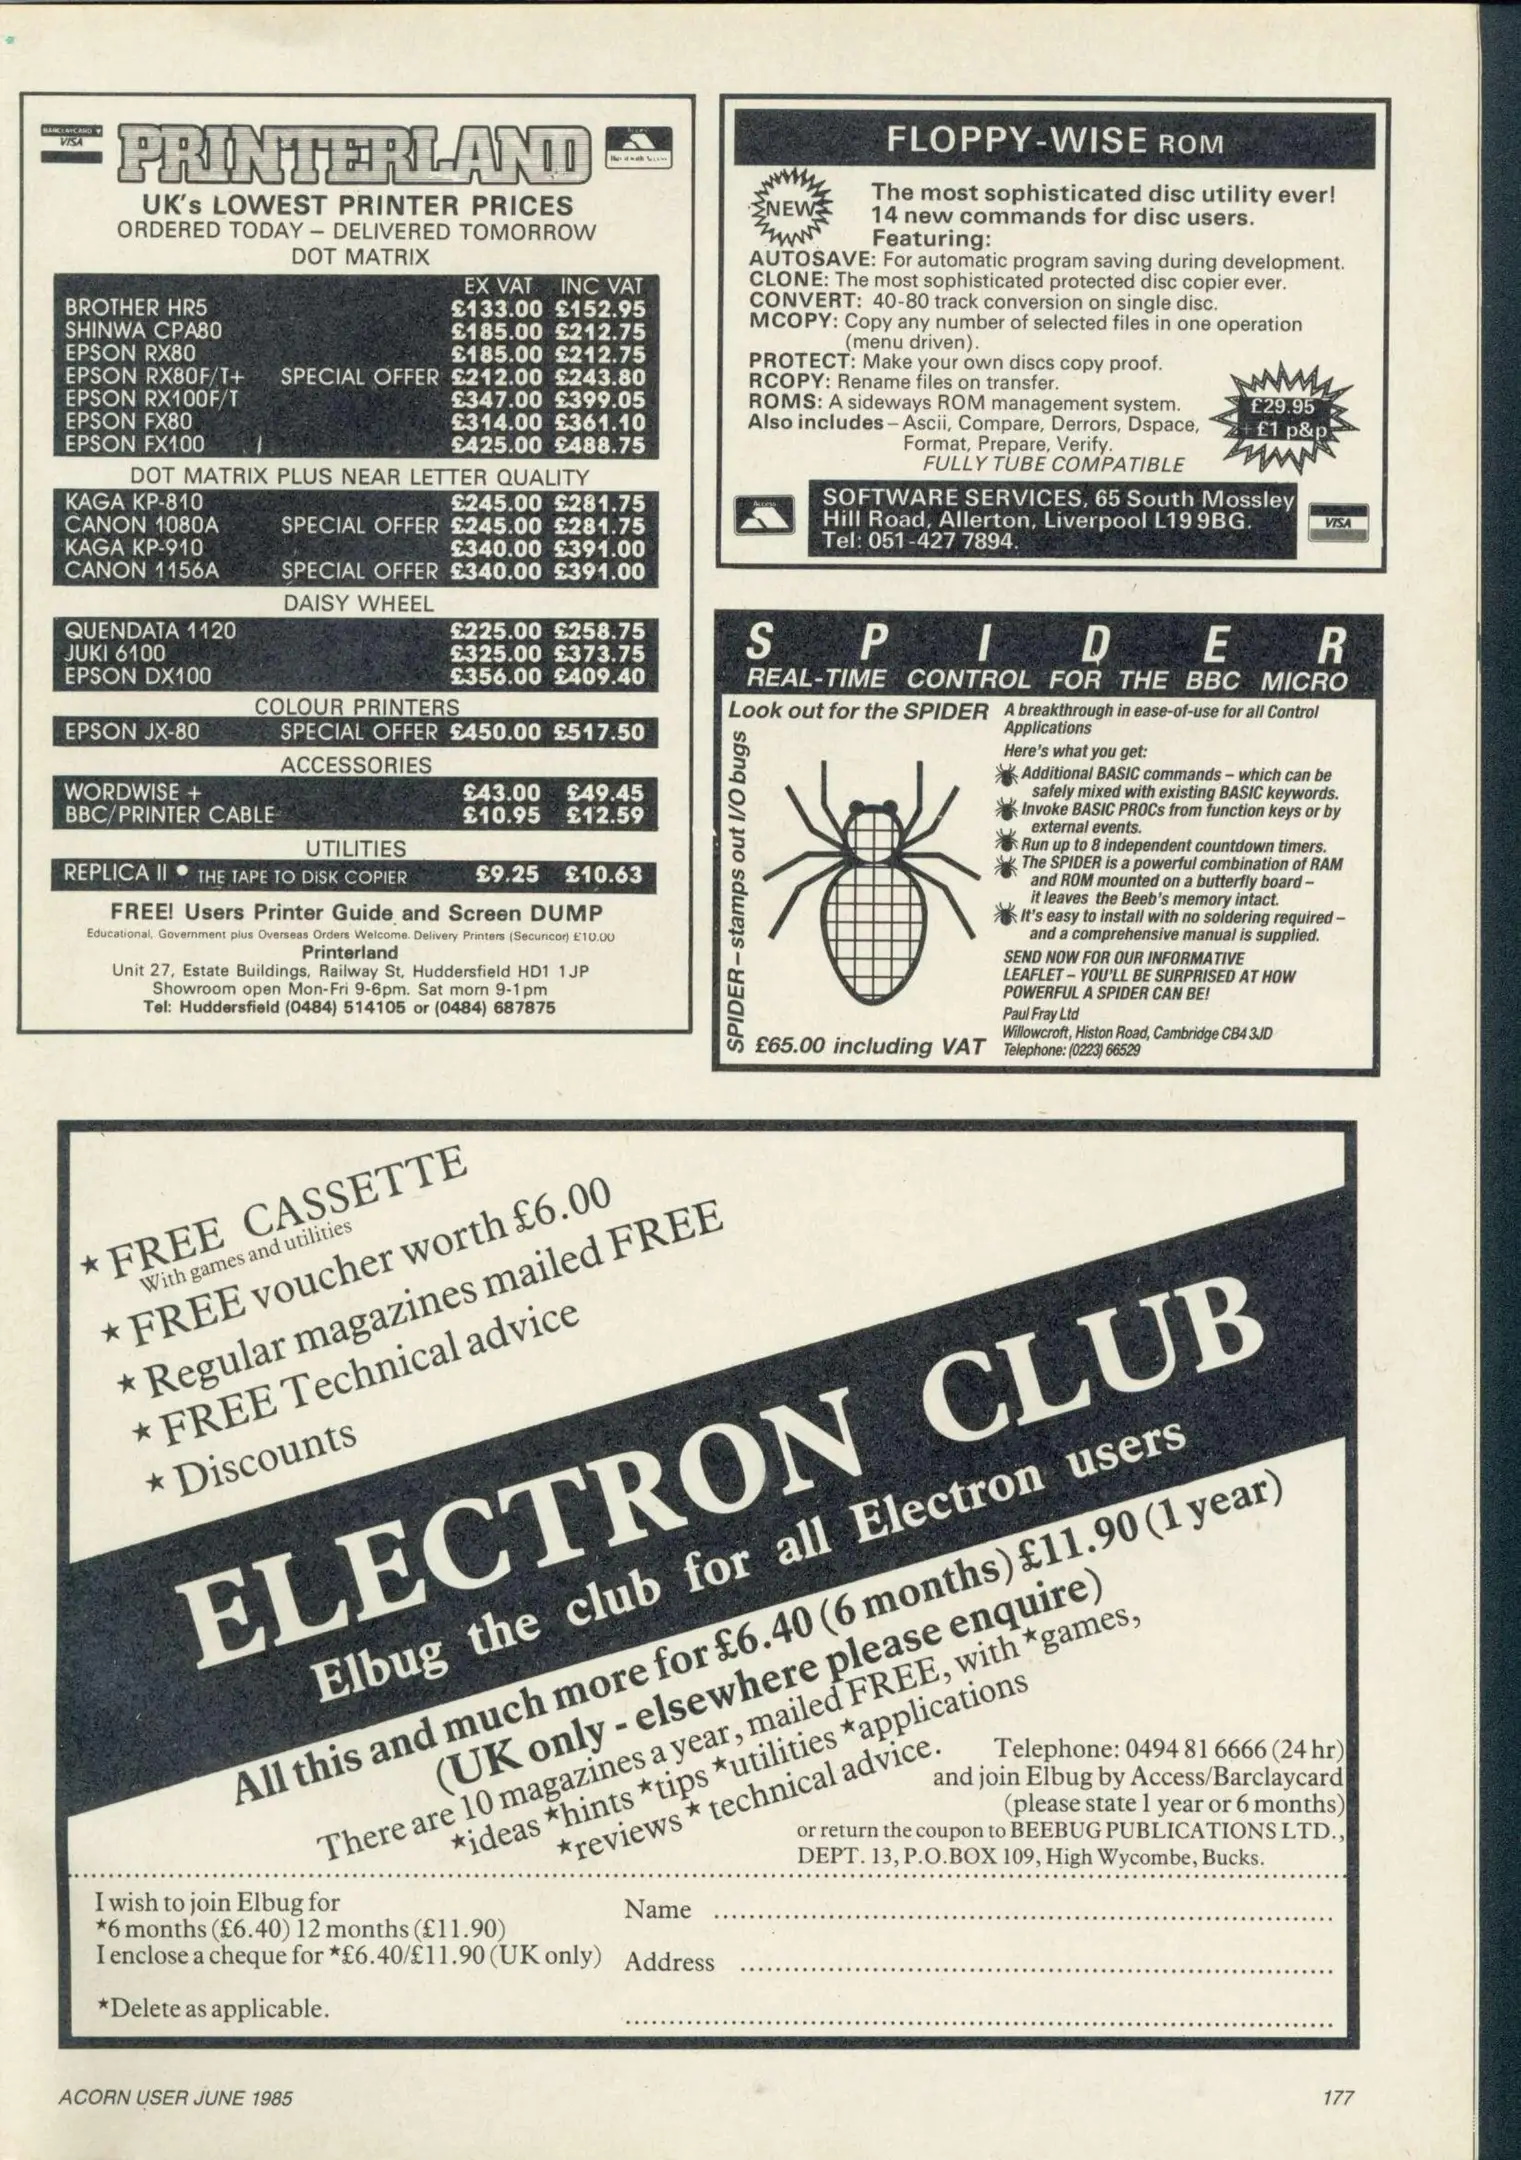 BARCLAYCARD
VISA
PRINTERLAND
Access
UK's LOWEST PRINTER PRICES
ORDERED TODAY – DELIVERED TOMORROW
DOT MATRIX
EX VAT INC VAT
BROTHER HR5 £133.00 £152.95
SHINWA CPA80 £185.00 £212.75
EPSON RX80 £185.00 £212.75
EPSON RX80F/T+ SPECIAL OFFER £212.00 £243.80
EPSON RX100F/T £347.00 £399.05
EPSON FX80 £314.00 £361.10
EPSON FX100 £425.00 £488.75
DOT MATRIX PLUS NEAR LETTER QUALITY
KAGA KP-810 £245.00 £281.75
CANON 1080A SPECIAL OFFER £245.00 £281.75
KAGA KP-910 £340.00 £391.00
CANON 1156A SPECIAL OFFER £340.00 £391.00
DAISY WHEEL
QUENDATA 1120 £225.00 £258.75
JUKI 6100 £325.00 £373.75
EPSON DX100 £356.00 £409.40
COLOUR PRINTERS
EPSON JX-80 SPECIAL OFFER £450.00 £517.50
ACCESSORIES
WORDWISE + £43.00 £49.45
BBC/PRINTER CABLE £10.95 £12.59
UTILITIES
REPLICA II • THE TAPE TO DISK COPIER £9.25 £10.63
FREE! Users Printer Guide and Screen DUMP
Educational, Government plus Overseas Orders Welcome. Delivery Printers (Securicor) £10.00
Printerland
Unit 27, Estate Buildings, Railway St, Huddersfield HD1 1JP
Showroom open Mon-Fri 9-6pm. Sat morn 9-1pm
Tel: Huddersfield (0484) 514105 or (0484) 687875
FLOPPY-WISE ROM
NEW
The most sophisticated disc utility ever!
14 new commands for disc users.
Featuring:
AUTOSAVE: For automatic program saving during development.
CLONE: The most sophisticated protected disc copier ever.
CONVERT: 40-80 track conversion on single disc.
MCOPY: Copy any number of selected files in one operation
(menu driven).
PROTECT: Make your own discs copy proof.
RCOPY: Rename files on transfer.
ROMS: A sideways ROM management system.
Also includes – Ascii, Compare, Derrors, Dspace,
Format, Prepare, Verify.
FULLY TUBE COMPATIBLE
£29.95
+ £1 p&p
Access
SOFTWARE SERVICES, 65 South Mossley
Hill Road, Allerton, Liverpool L19 9BG.
Tel: 051-427 7894.
VISA
SPIDER
REAL-TIME CONTROL FOR THE BBC MICRO
Look out for the SPIDER
SPIDER – stamps out I/O bugs
£65.00 including VAT
A breakthrough in ease-of-use for all Control
Applications
Here's what you get:
Additional BASIC commands – which can be
safely mixed with existing BASIC keywords.
Invoke BASIC PROCs from function keys or by
external events.
Run up to 8 independent countdown timers.
The SPIDER is a powerful combination of RAM
and ROM mounted on a butterfly board –
it leaves the Beeb's memory intact.
It's easy to install with no soldering required –
and a comprehensive manual is supplied.
SEND NOW FOR OUR INFORMATIVE
LEAFLET – YOU'LL BE SURPRISED AT HOW
POWERFUL A SPIDER CAN BE!
Paul Fray Ltd
Willowcroft, Histon Road, Cambridge CB4 3JD
Telephone: (0223) 66529
★ FREE CASSETTE
With games and utilities
★ FREE voucher worth £6.00
★ Regular magazines mailed FREE
★ FREE Technical advice
★ Discounts
ELECTRON CLUB
Elbug the club for all Electron users
All this and much more for £6.40 (6 months) £11.90 (1 year)
(UK only - elsewhere please enquire)
There are 10 magazines a year, mailed FREE, with ★games,
★ideas ★hints ★tips ★utilities ★applications
★reviews ★ technical advice.
Telephone: 0494 81 6666 (24 hr)
and join Elbug by Access/Barclaycard
(please state 1 year or 6 months)
or return the coupon to BEEBUG PUBLICATIONS LTD.,
DEPT. 13, P.O.BOX 109, High Wycombe, Bucks.
I wish to join Elbug for
★6 months (£6.40) 12 months (£11.90)
I enclose a cheque for ★£6.40/£11.90 (UK only)
★Delete as applicable.
Name
Address
ACORN USER JUNE 1985
177